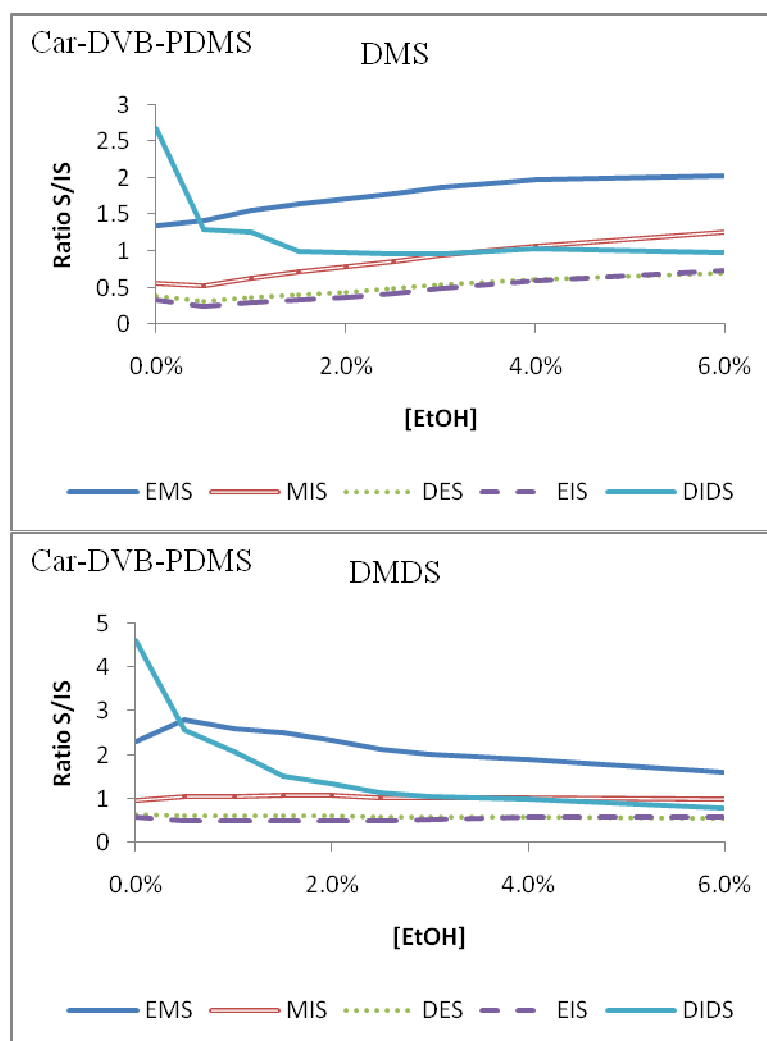 Car-DVB-PDMS DMS
3
2.5
2
1.5
1
0.5
0
Ratio S/IS
0.0% 2.0% 4.0% 6.0%
[EtOH]
EMS MIS DES EIS DIDS
Car-DVB-PDMS DMDS
5
4
3
2
1
0
Ratio S/IS
0.0% 2.0% 4.0% 6.0%
[EtOH]
EMS MIS DES EIS DIDS